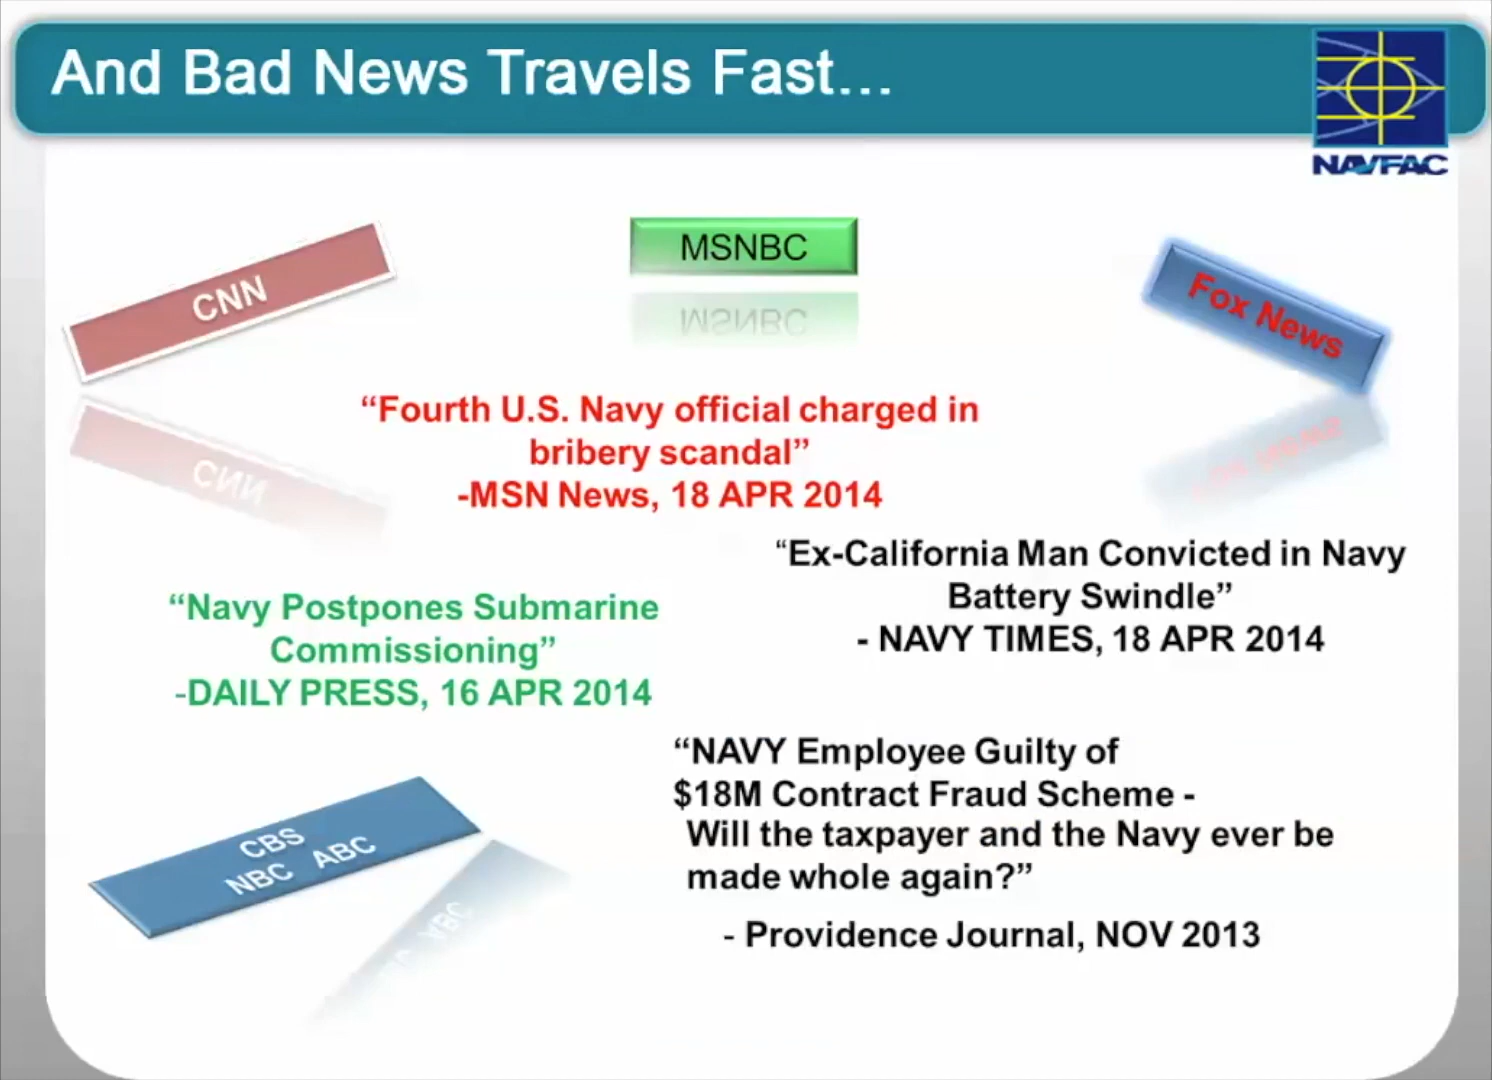 And Bad News Travels Fast...
NAVFAC
CNN
MSNBC
Fox News
“Fourth U.S. Navy official charged in
bribery scandal”
-MSN News, 18 APR 2014
“Ex-California Man Convicted in Navy
Battery Swindle”
- NAVY TIMES, 18 APR 2014
“Navy Postpones Submarine
Commissioning”
-DAILY PRESS, 16 APR 2014
“NAVY Employee Guilty of
$18M Contract Fraud Scheme -
Will the taxpayer and the Navy ever be
made whole again?”
- Providence Journal, NOV 2013
CBS
NBC ABC